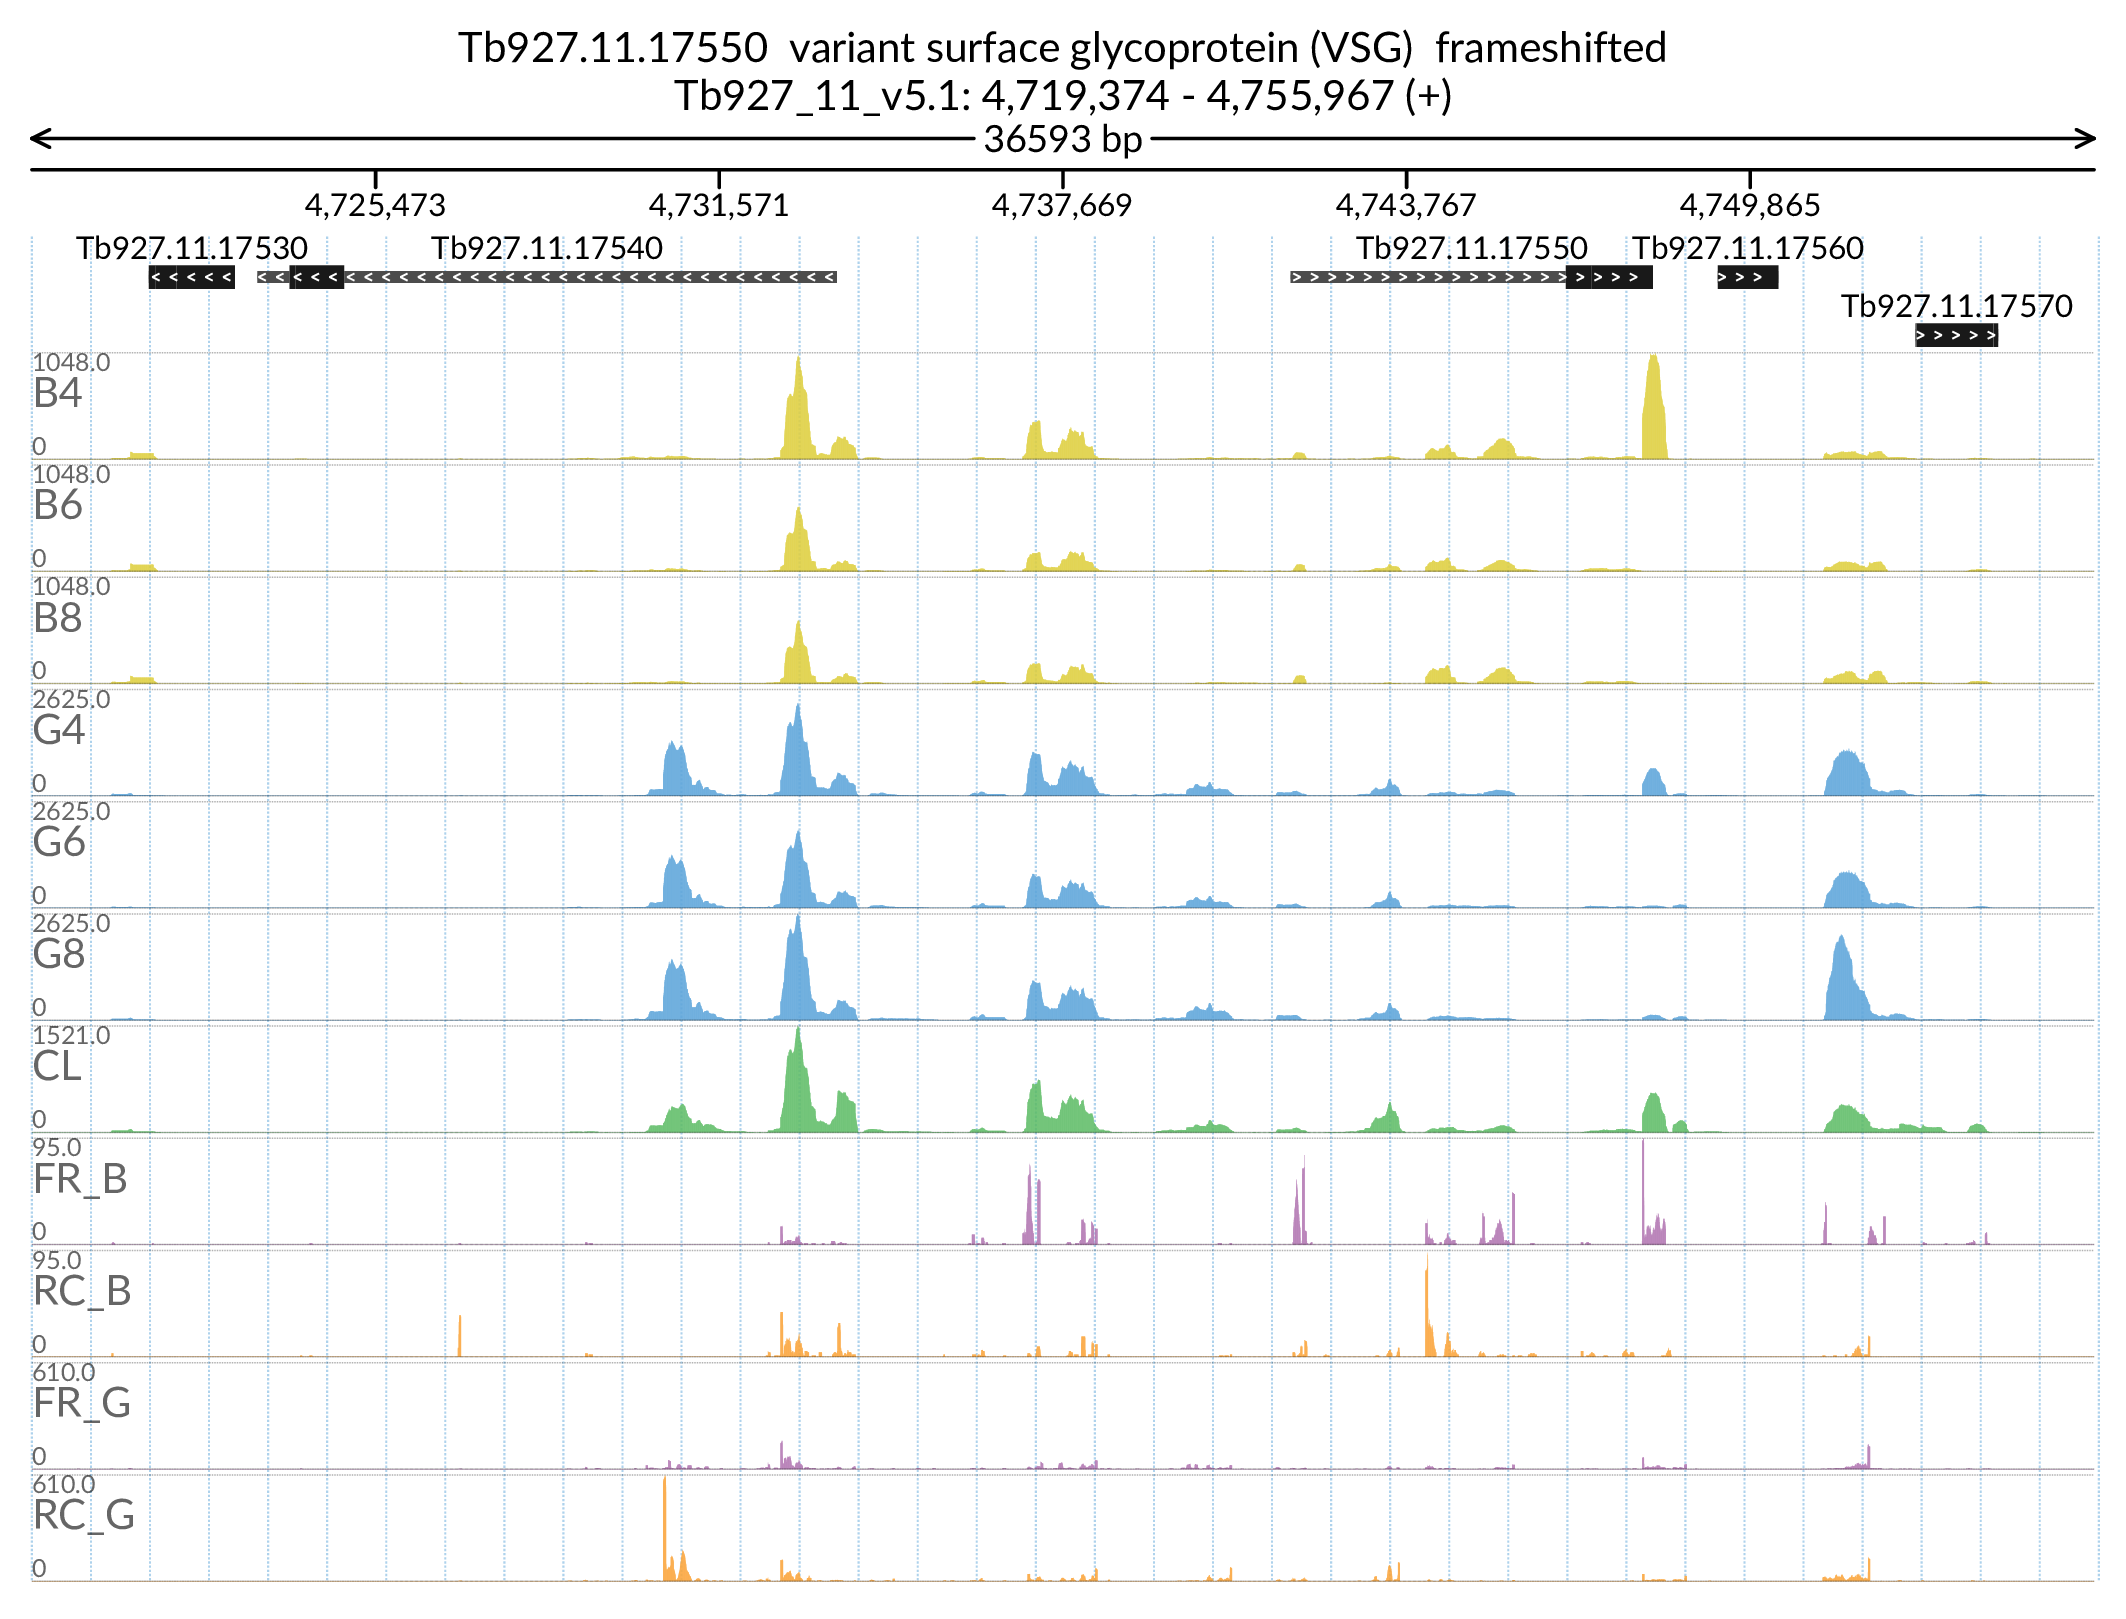 Tb927.11.17550 variant surface glycoprotein (VSG) frameshifted
Tb927_11_v5.1: 4,719,374 - 4,755,967 (+)
36593 bp
4,725,473 4,731,571 4,737,669 4,743,767 4,749,865
Tb927.11.17530 Tb927.11.17540 Tb927.11.17550 Tb927.11.17560
Tb927.11.17570
1048.0
B4
0
1048.0
B6
0
1048.0
B8
0
2625.0
G4
0
2625.0
G6
0
2625.0
G8
0
1521.0
CL
0
95.0
FR_B
0
95.0
RC_B
0
610.0
FR_G
0
610.0
RC_G
0